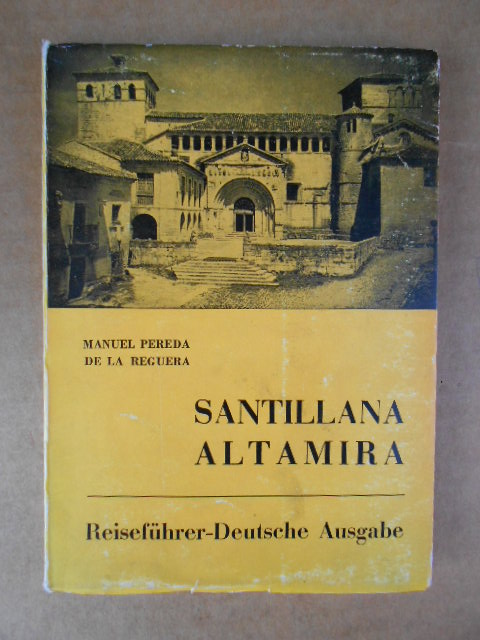 MANUEL PEREDA
DE LA REGUERA
SANTILLANA
ALTAMIRA
Reiseführer-Deutsche Ausgabe